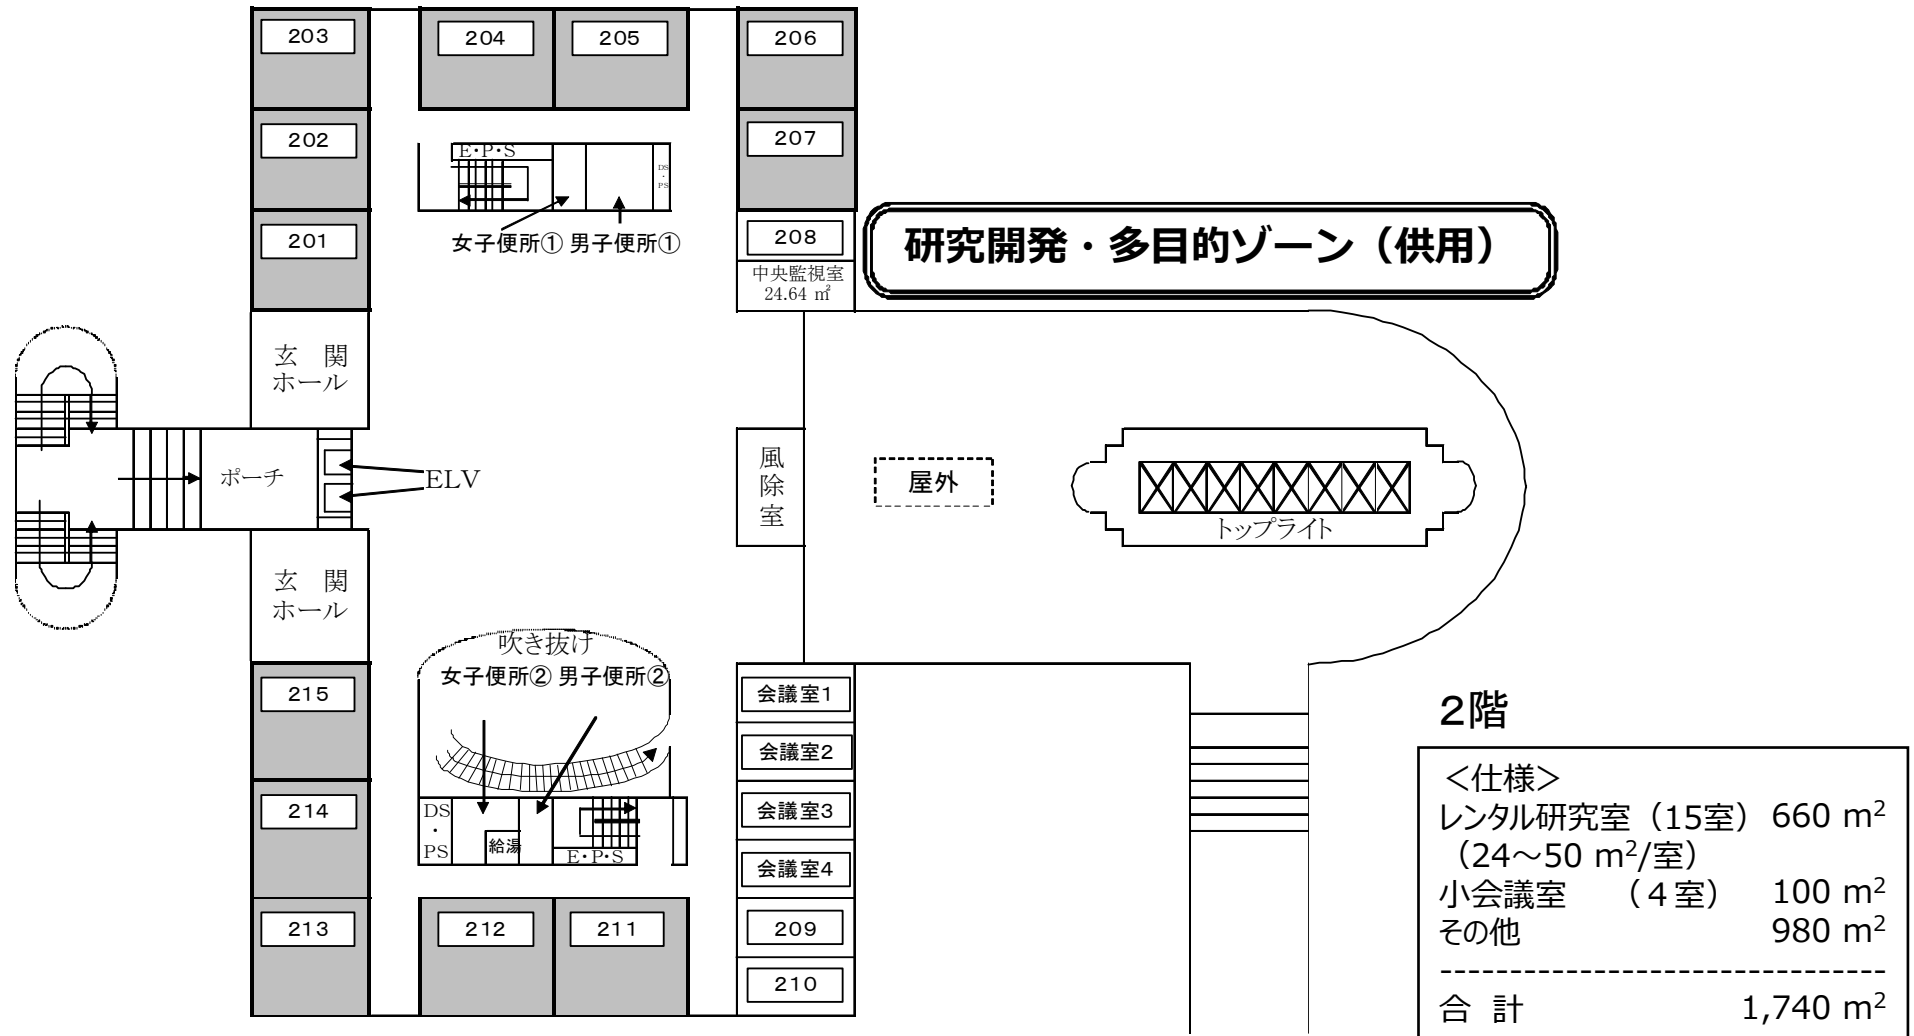 203
204
205
206
202
E・P・S
DS
・
PS
207
201
女子便所① 男子便所①
208
研究開発・多目的ゾーン（供用）
中央監視室
24.64 ㎡
玄 関
ホール
ポーチ
ELV
風
除
室
屋外
トップライト
玄 関
ホール
吹き抜け
女子便所② 男子便所②
215
会議室1
会議室2
214
DS
・
PS
給湯
E・P・S
会議室3
会議室4
213
212
211
209
210
2階
＜仕様＞
レンタル研究室（15室） 660 m²
（24～50 m²/室）
小会議室 （４室） 100 m²
その他 980 m²
---------------------------------
合 計 1,740 m²